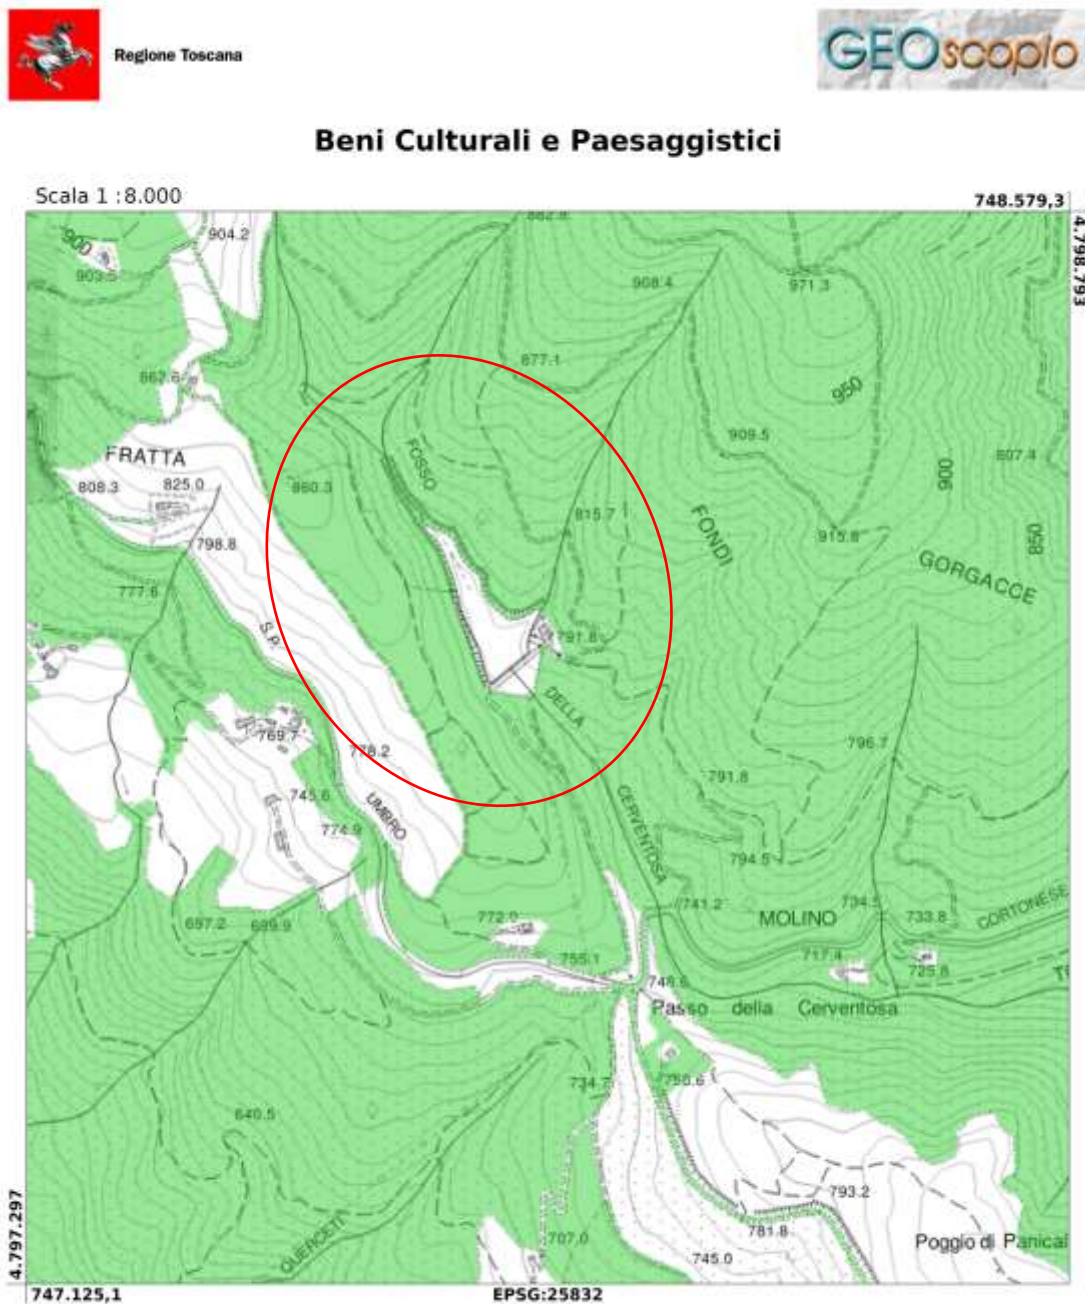 Regione Toscana
GEOscopio
Beni Culturali e Paesaggistici
Scala 1 :8.000
748.579,3
4.798.793
900
904.2
862.8
903.5
908.4
971.3
862.6
877.1
950
909.5
FRATTA
FOSSO
807.4
808.3
825.0
860.3
900
815.7
FONDI
915.8
850
798.8
777.6
GORGACCE
S.P.
791.8
DELLA
769.7
778.2
796.7
791.8
745.6
UMBRO
CERVENTOSA
774.9
794.5
741.2
MOLINO
734.5
733.8
CORTONESE
697.2
699.9
772.0
755.1
717.4
725.8
748.6
Passo della Cerventosa
734.7
750.6
640.5
793.2
QUERCETA
707.0
745.0
781.8
Poggio di Panical
4.797.297
747.125,1
EPSG:25832